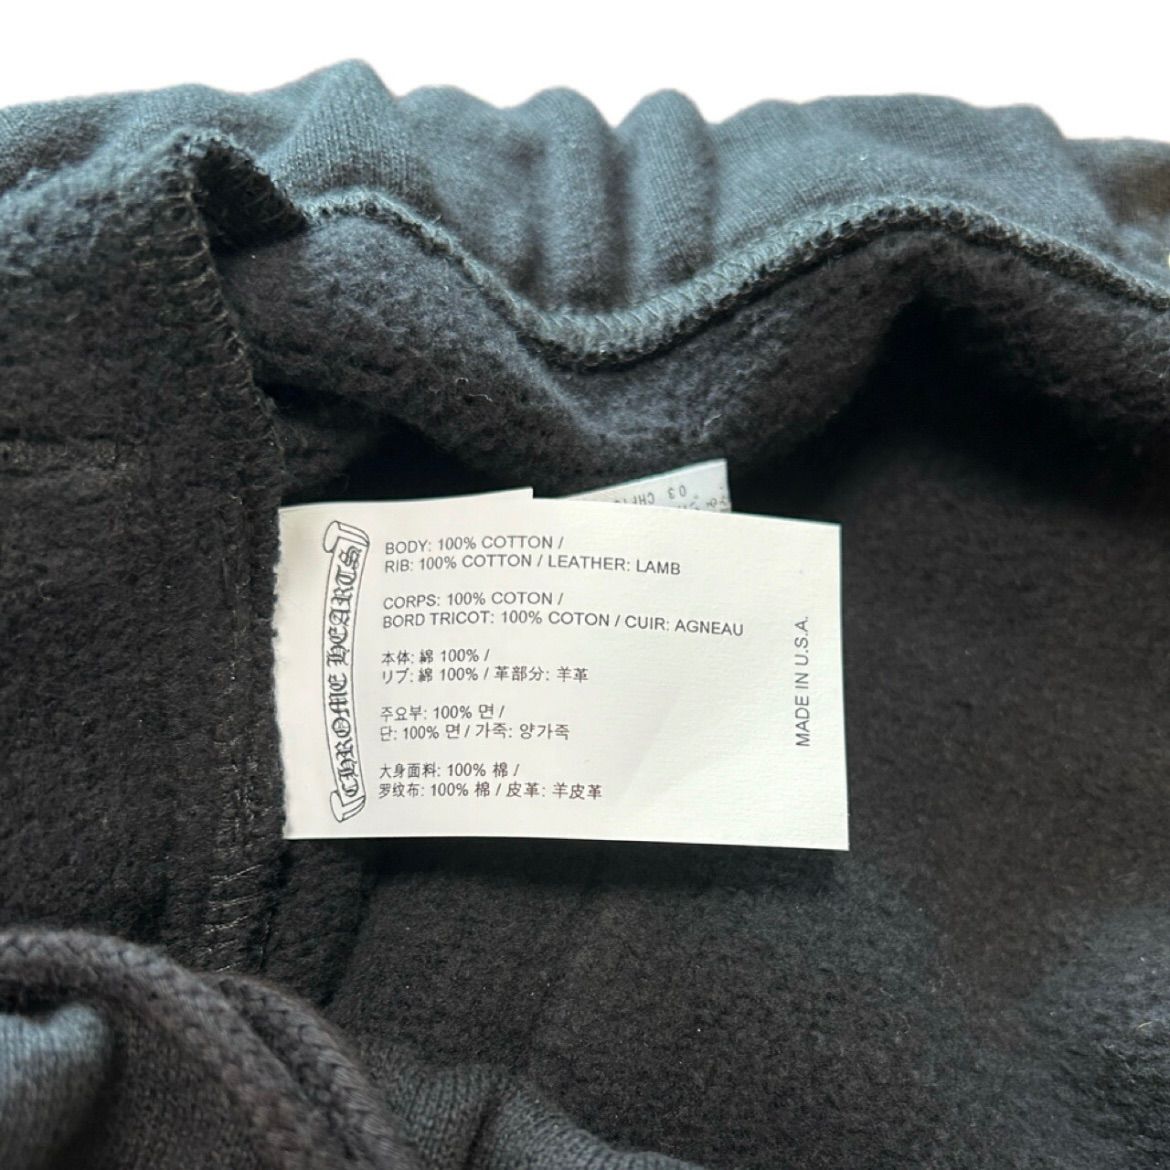 03 CHF
CHROME HEARTS
BODY: 100% COTTON /
RIB: 100% COTTON / LEATHER: LAMB
CORPS: 100% COTON /
BORD TRICOT: 100% COTON / CUIR: AGNEAU
本体: 綿 100% /
リブ: 綿 100% / 革部分: 羊革
주요부: 100% 면 /
단: 100% 면 / 가죽: 양가죽
大身面料: 100% 棉 /
罗纹布: 100% 棉 / 皮革: 羊皮革
MADE IN U.S.A.